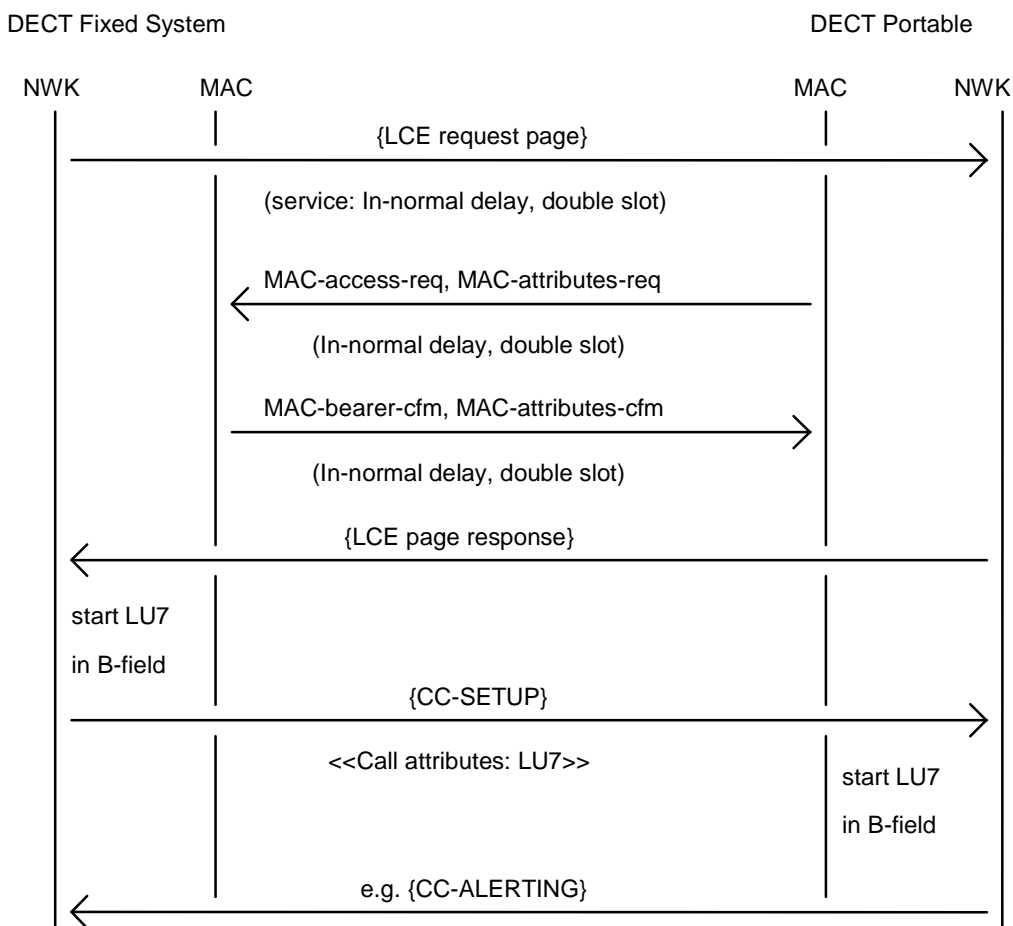 DECT Fixed System DECT Portable
NWK MAC MAC NWK
{LCE request page}
(service: In-normal delay, double slot)
MAC-access-req, MAC-attributes-req
(In-normal delay, double slot)
MAC-bearer-cfm, MAC-attributes-cfm
(In-normal delay, double slot)
{LCE page response}
start LU7
in B-field
{CC-SETUP}
<<Call attributes: LU7>>
start LU7
in B-field
e.g. {CC-ALERTING}